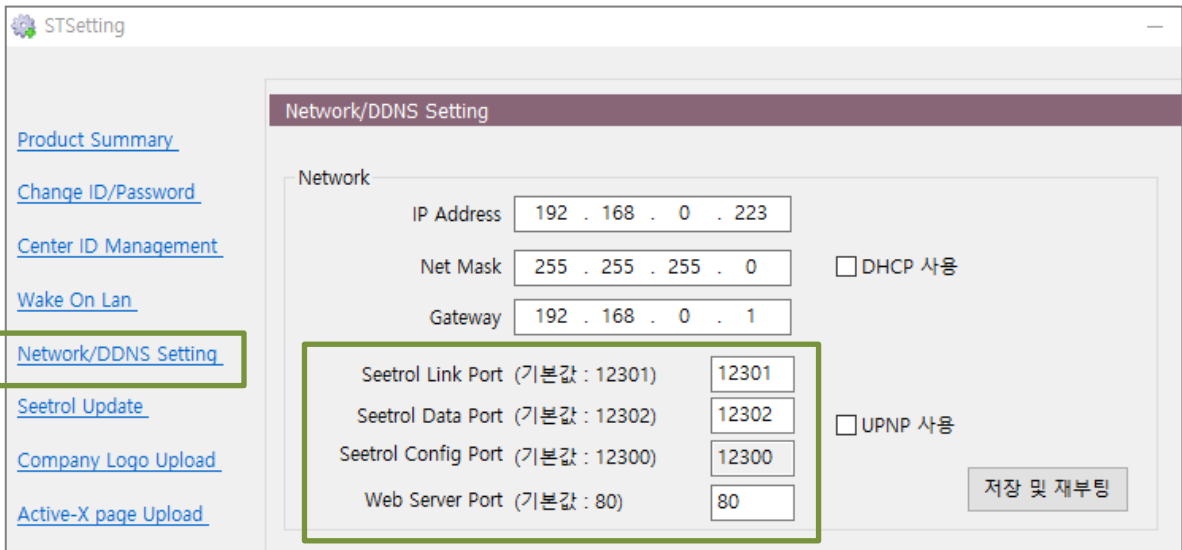 STSetting
Network/DDNS Setting
Product Summary
Change ID/Password
Center ID Management
Wake On Lan
Network/DDNS Setting
Seetrol Update
Company Logo Upload
Active-X page Upload
Network
IP Address 192 . 168 . 0 . 223
Net Mask 255 . 255 . 255 . 0 DHCP 사용
Gateway 192 . 168 . 0 . 1
Seetrol Link Port (기본값 : 12301) 12301
Seetrol Data Port (기본값 : 12302) 12302 UPNP 사용
Seetrol Config Port (기본값 : 12300) 12300
Web Server Port (기본값 : 80) 80
저장 및 재부팅